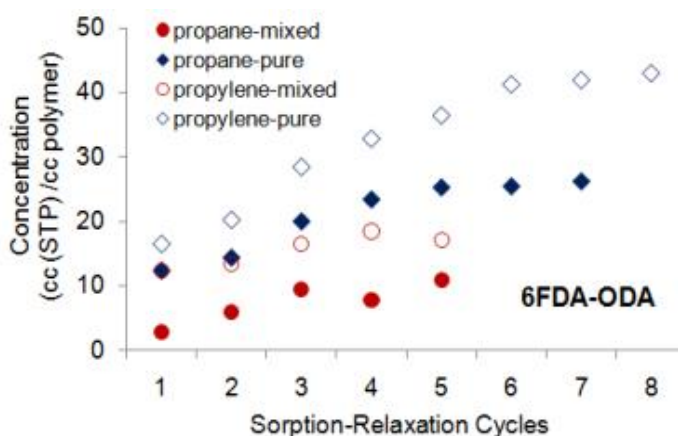 50
40
30
20
10
0
Concentration
(cc (STP) /cc polymer)
propane-mixed
propane-pure
propylene-mixed
propylene-pure
6FDA-ODA
1 2 3 4 5 6 7 8
Sorption-Relaxation Cycles